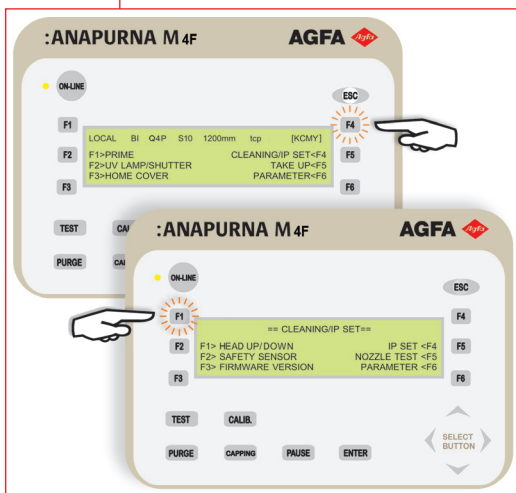 :ANAPURNA M 4F AGFA Agfa
ON-LINE ESC
F1 F4
LOCAL BI Q4P S10 1200mm tcp [KCMY]
F2 F1>PRIME CLEANING/IP SET<F4 F5
F2>UV LAMP/SHUTTER TAKE UP<F5
F3>HOME COVER PARAMETER<F6
F3 F6
TEST
PURGE
:ANAPURNA M 4F AGFA Agfa
ON-LINE ESC
F1 F4
== CLEANING/IP SET==
F2 F1> HEAD UP/DOWN IP SET <F4 F5
F2> SAFETY SENSOR NOZZLE TEST <F5
F3> FIRMWARE VERSION PARAMETER <F6
F3 F6
TEST CALIB.
SELECT
BUTTON
PURGE CAPPING PAUSE ENTER